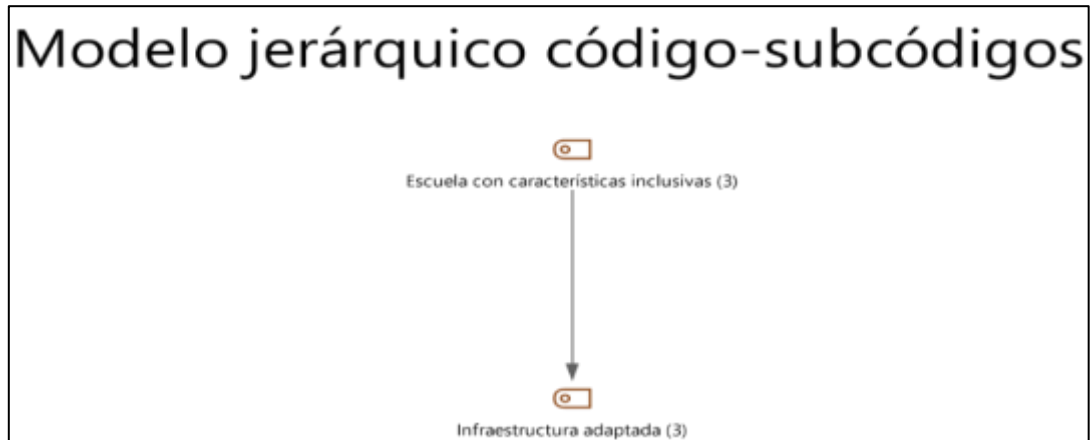 Modelo jerárquico código-subcódigos
Escuela con características inclusivas (3)
Infraestructura adaptada (3)